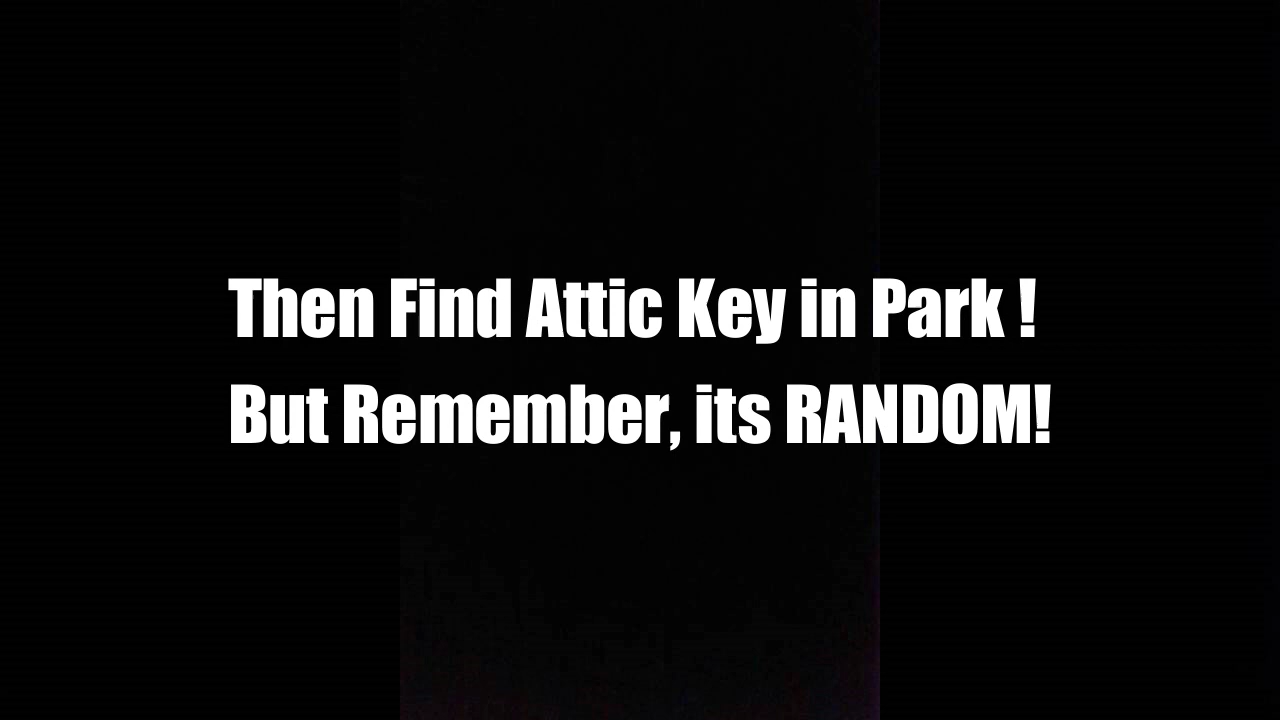 Then Find Attic Key in Park !
But Remember, its RANDOM!